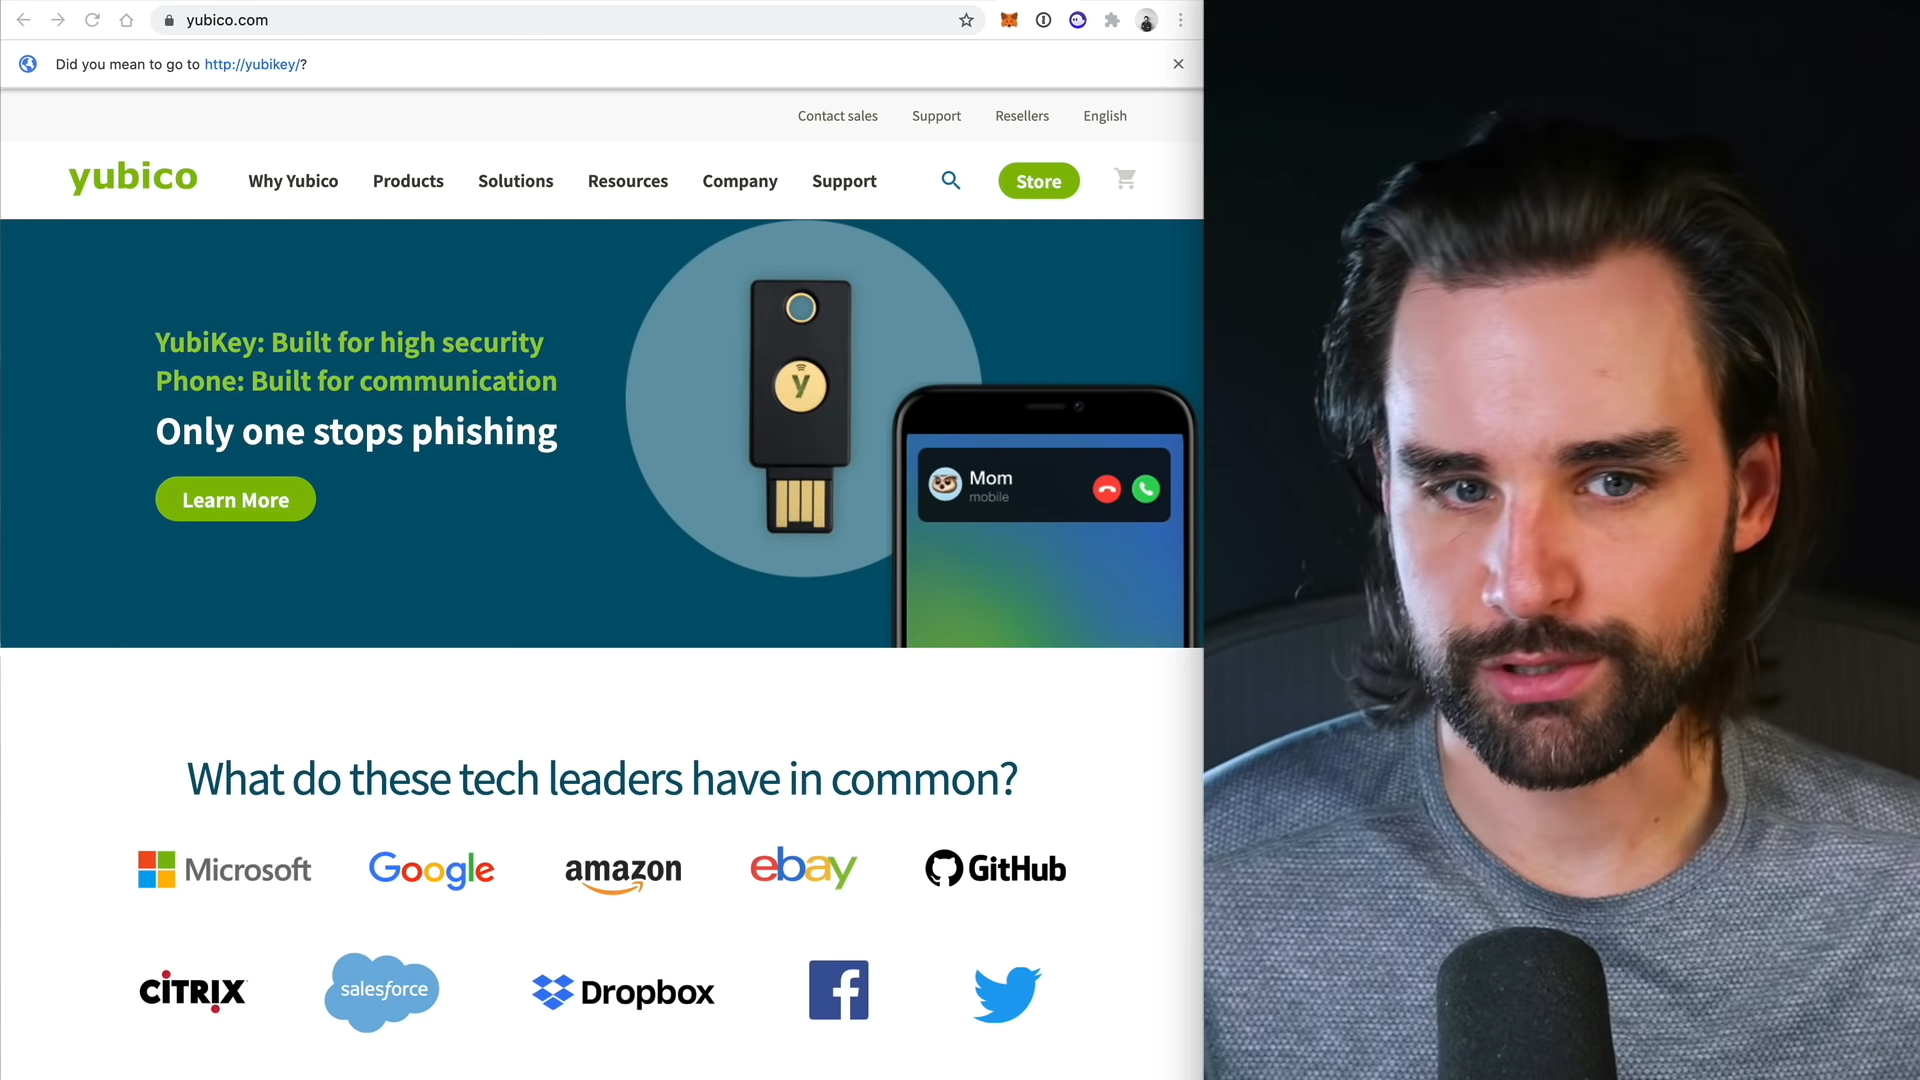 yubico.com
Did you mean to go to http://yubikey/?
Contact sales Support Resellers English
yubico Why Yubico Products Solutions Resources Company Support Store
YubiKey: Built for high security
Phone: Built for communication
Only one stops phishing
Learn More
y
Mom
mobile
What do these tech leaders have in common?
Microsoft Google amazon ebay GitHub
CİTRIX salesforce Dropbox f